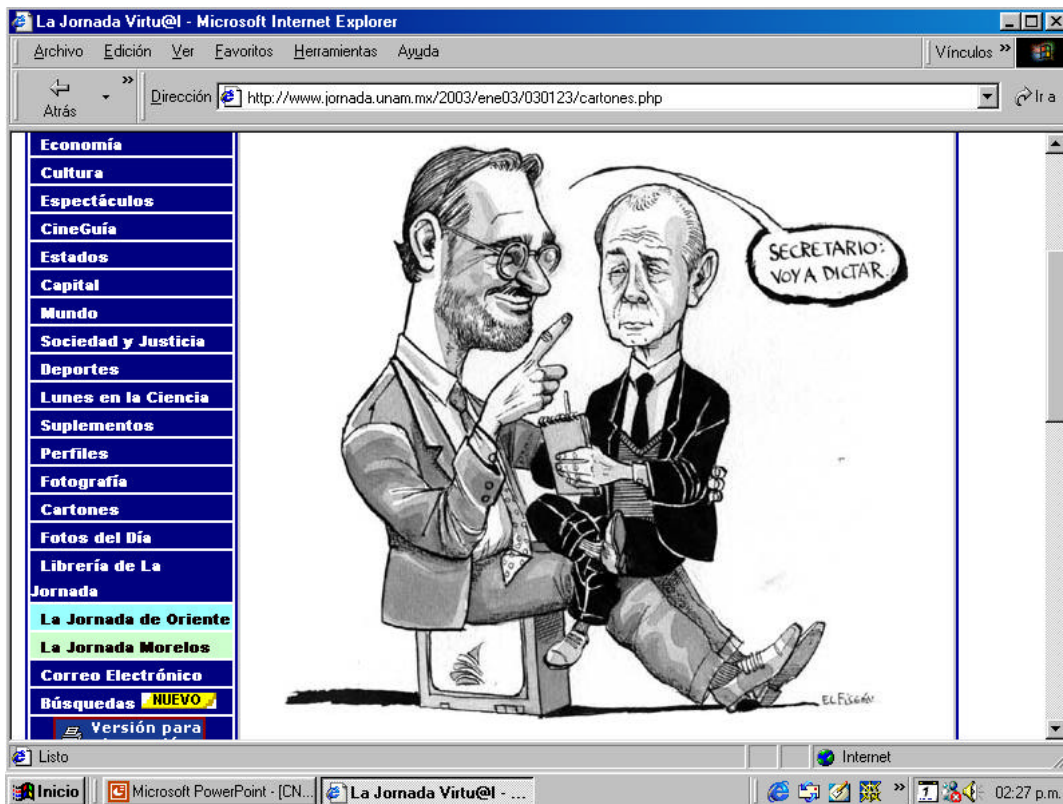 La Jornada Virtu@l - Microsoft Internet Explorer
Archivo Edición Ver Favoritos Herramientas Ayuda Vínculos »
Atrás » Dirección http://www.jornada.unam.mx/2003/ene03/030123/cartones.php Ir a
Economía
Cultura
Espectáculos
CineGuía
Estados
Capital
Mundo
Sociedad y Justicia
Deportes
Lunes en la Ciencia
Suplementos
Perfiles
Fotografía
Cartones
Fotos del Día
Librería de La
Jornada
La Jornada de Oriente
La Jornada Morelos
Correo Electrónico
Búsquedas NUEVO
Versión para
SECRETARIO:
VOY A DICTAR..
EL FISGÓN
Listo Internet
Inicio Microsoft PowerPoint - [CN... La Jornada Virtu@l - ... » 02:27 p.m.